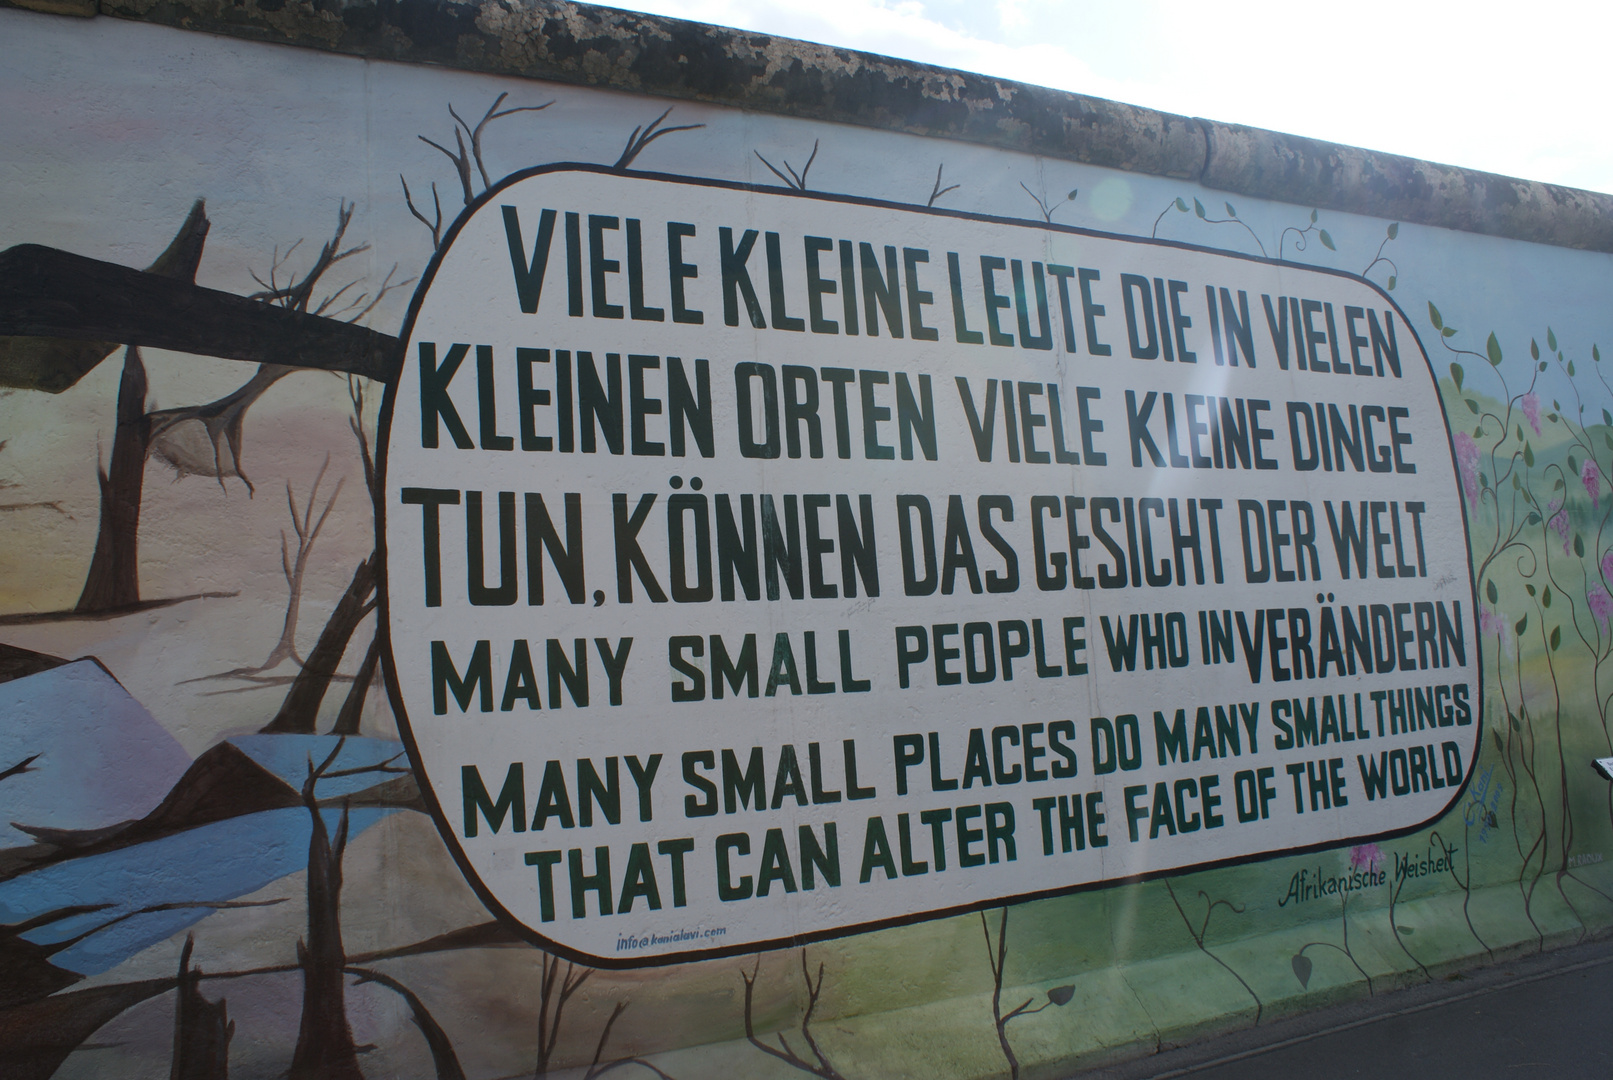 VIELE KLEINE LEUTE DIE IN VIELEN
KLEINEN ORTEN VIELE KLEINE DINGE
TUN, KÖNNEN DAS GESICHT DER WELT
VERÄNDERN
MANY SMALL PEOPLE WHO IN
MANY SMALL PLACES DO MANY SMALL THINGS
THAT CAN ALTER THE FACE OF THE WORLD
info@kanialavi.com
Afrikanische Weisheit